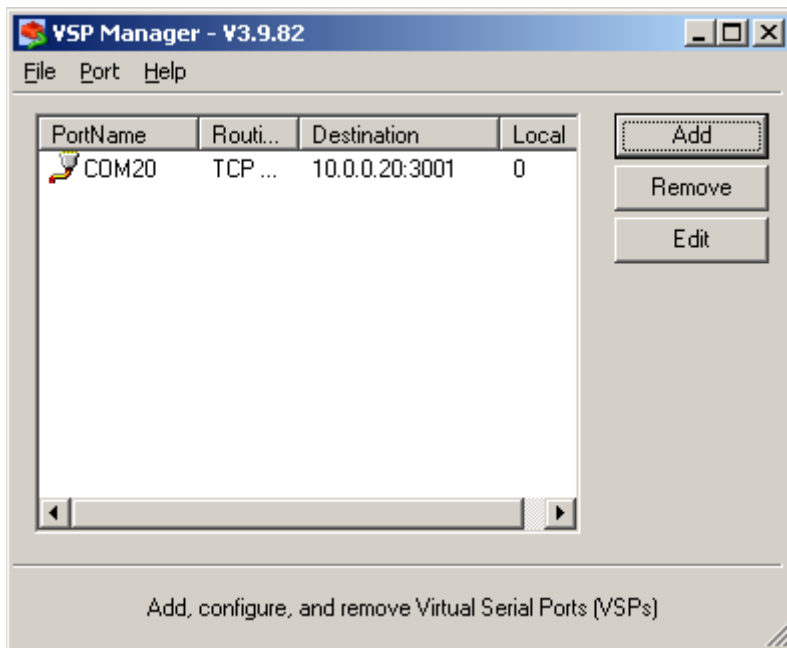 VSP Manager - V3.9.82
File Port Help
PortName Routi... Destination Local
COM20 TCP ... 10.0.0.20:3001 0
Add
Remove
Edit
Add, configure, and remove Virtual Serial Ports (VSPs)